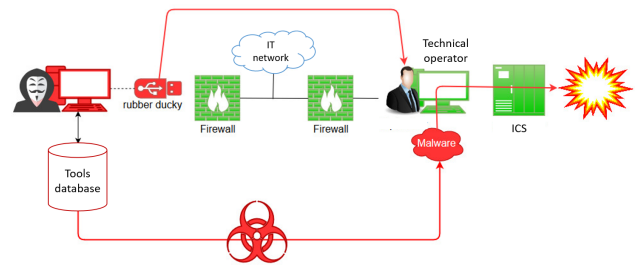 IT
network
Technical
operator
rubber ducky
Firewall
Firewall
ICS
Malware
Tools
database